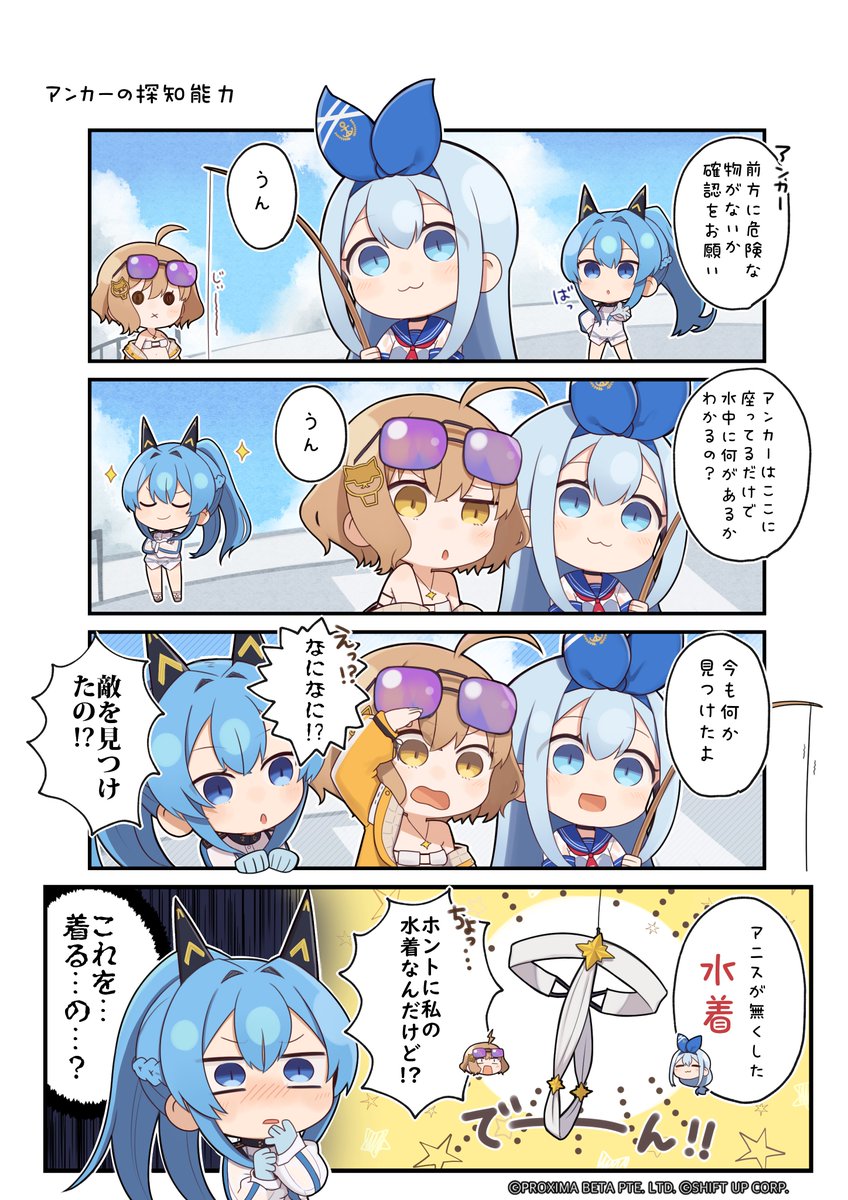 アンカーの探知能力
アンカー
前方に危険な
物がないか
確認をお願い
ばっ
うん
じぃー
アンカーはここに
座ってるだけで
水中に何があるか
わかるの？
うん
今も何か
見つけたよ
えっ!?
なになに!?
敵を見つけ
たの!?
アニスが無くした
水着
でーん!!
ちょっ…
ホントに私の
水着なんだけど!?
これを…
着る…の…？
©PROXIMA BETA PTE. LTD. ©SHIFT UP CORP.